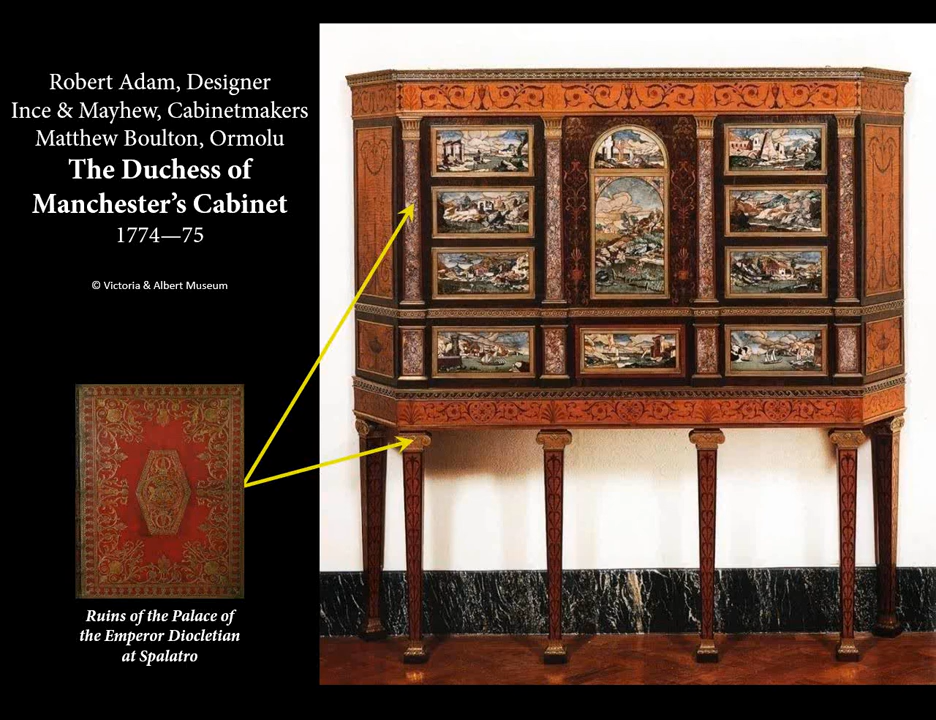 Robert Adam, Designer
Ince & Mayhew, Cabinetmakers
Matthew Boulton, Ormolu
The Duchess of
Manchester’s Cabinet
1774—75
© Victoria & Albert Museum
Ruins of the Palace of
the Emperor Diocletian
at Spalatro